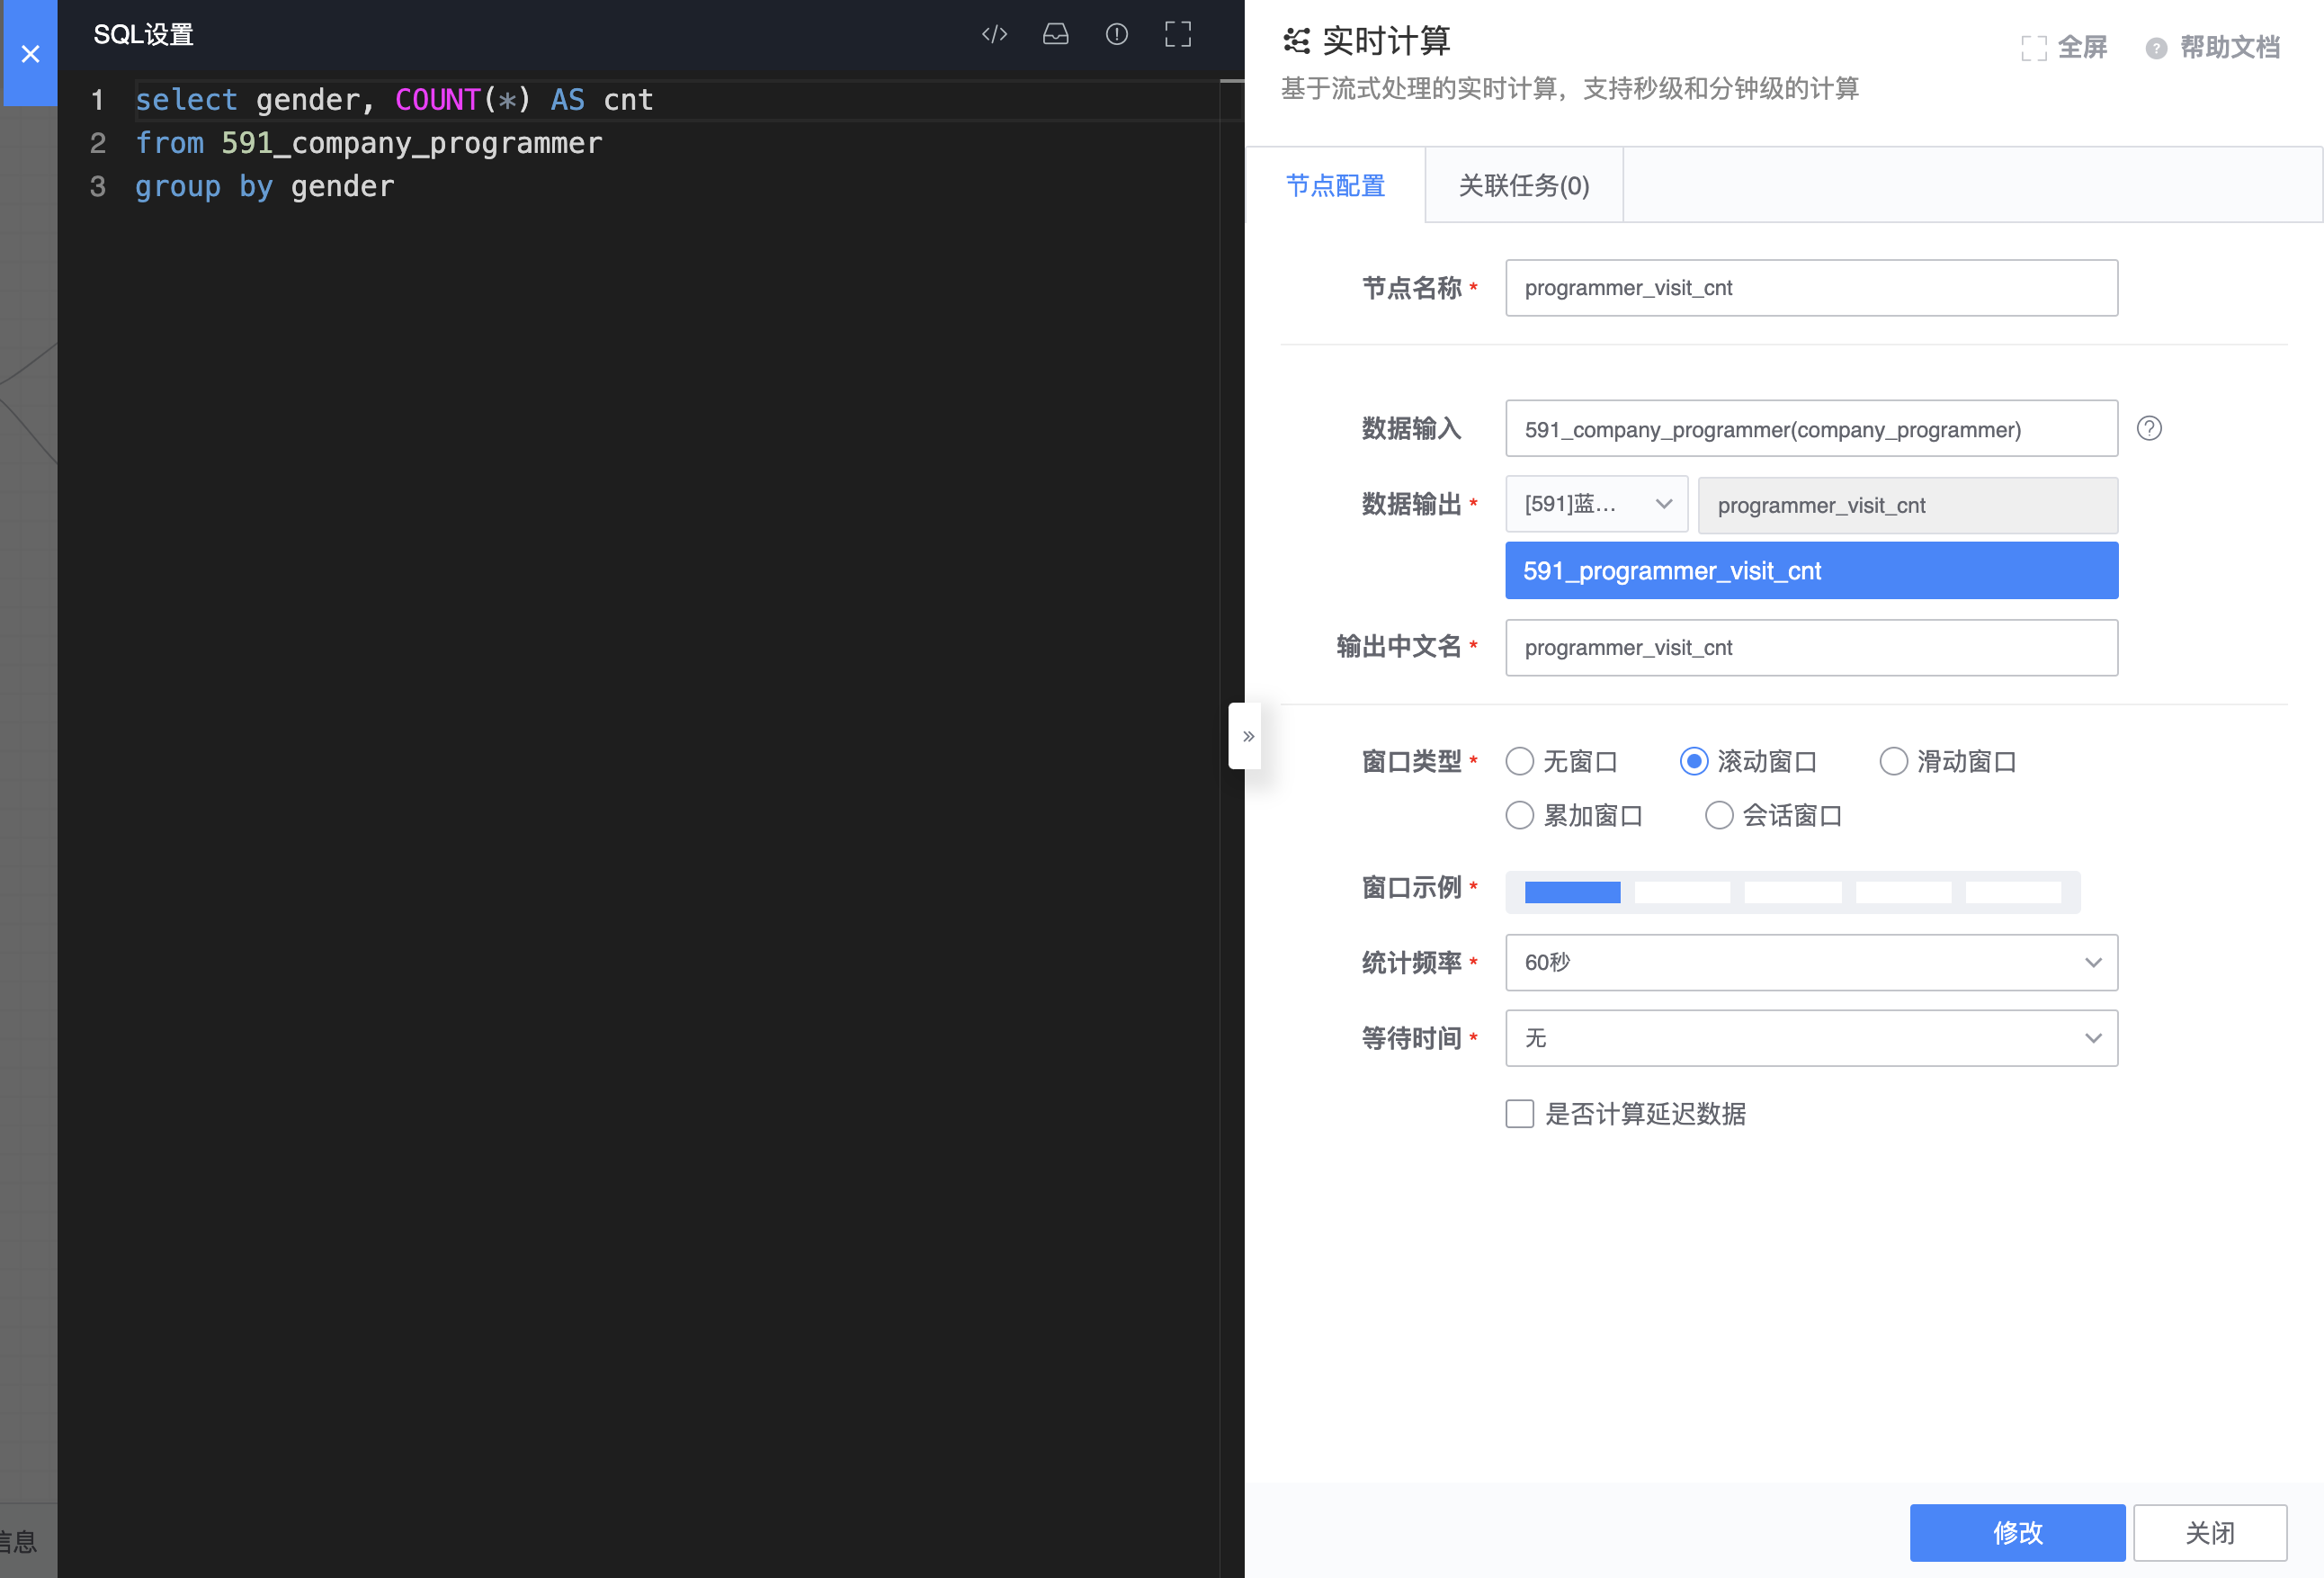 SQL设置
1 select gender, COUNT(*) AS cnt
2 from 591_company_programmer
3 group by gender
信息
实时计算
全屏
帮助文档
基于流式处理的实时计算，支持秒级和分钟级的计算
节点配置
关联任务(0)
节点名称* programmer_visit_cnt
数据输入 591_company_programmer(company_programmer)
数据输出* [591]蓝... programmer_visit_cnt
591_programmer_visit_cnt
输出中文名* programmer_visit_cnt
窗口类型* 无窗口 滚动窗口 滑动窗口
累加窗口 会话窗口
窗口示例*
统计频率* 60秒
等待时间* 无
是否计算延迟数据
修改 关闭